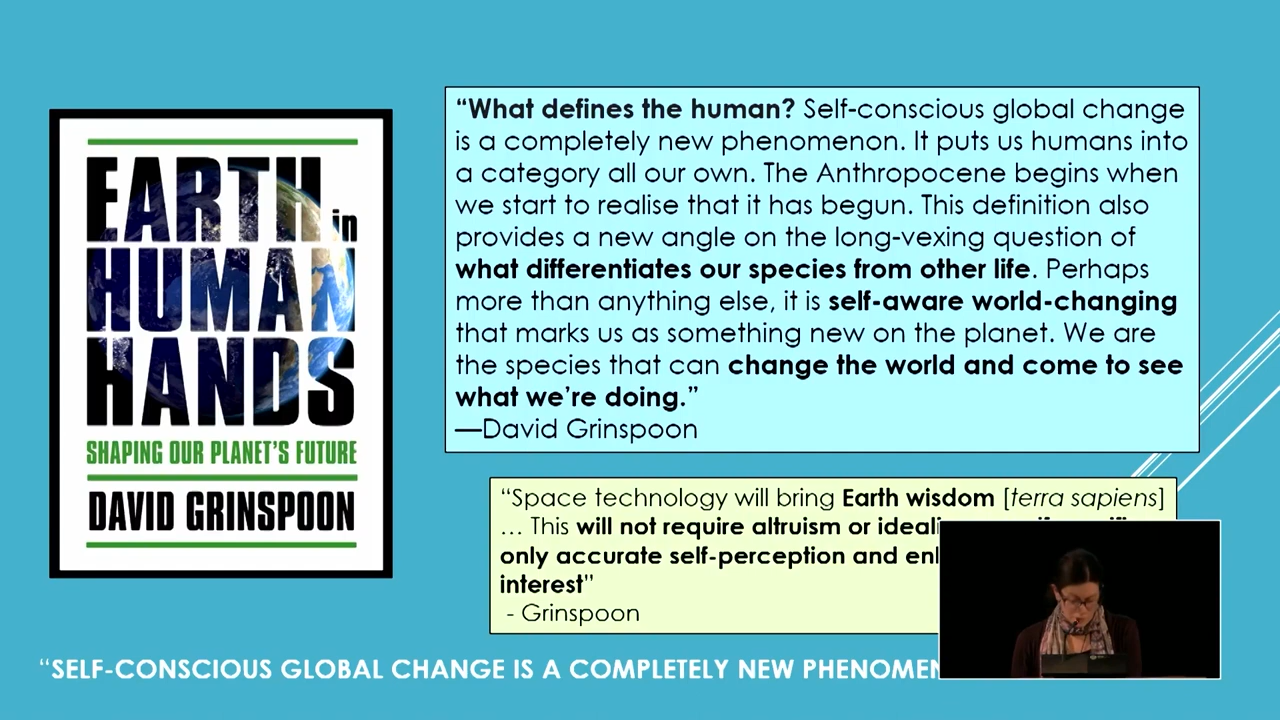 EARTH
in
HUMAN
HANDS
SHAPING OUR PLANET'S FUTURE
DAVID GRINSPOON
“What defines the human? Self-conscious global change
is a completely new phenomenon. It puts us humans into
a category all our own. The Anthropocene begins when
we start to realise that it has begun. This definition also
provides a new angle on the long-vexing question of
what differentiates our species from other life. Perhaps
more than anything else, it is self-aware world-changing
that marks us as something new on the planet. We are
the species that can change the world and come to see
what we’re doing.”
—David Grinspoon
“Space technology will bring Earth wisdom [terra sapiens]
… This will not require altruism or
only accurate self-perception and
interest”
- Grinspoon
“SELF-CONSCIOUS GLOBAL CHANGE IS A COMPLETELY NEW